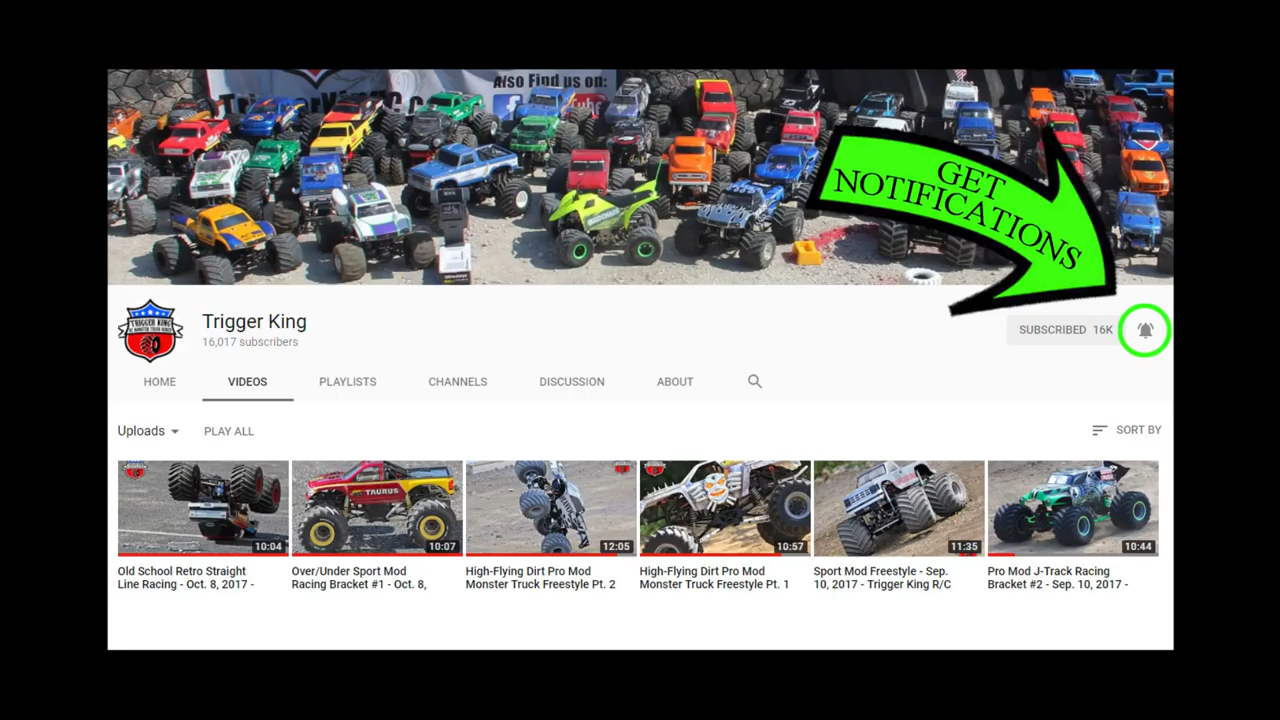 Also Find us on:
GET
NOTIFICATIONS
TRIGGER KING
Trigger King
16,017 subscribers
SUBSCRIBED 16K
HOME
VIDEOS
PLAYLISTS
CHANNELS
DISCUSSION
ABOUT
Uploads
PLAY ALL
SORT BY
TAURUS
10:04
10:07
12:05
10:57
11:35
10:44
Old School Retro Straight
Line Racing - Oct. 8, 2017 -
Over/Under Sport Mod
Racing Bracket #1 - Oct. 8,
High-Flying Dirt Pro Mod
Monster Truck Freestyle Pt. 2
High-Flying Dirt Pro Mod
Monster Truck Freestyle Pt. 1
Sport Mod Freestyle - Sep.
10, 2017 - Trigger King R/C
Pro Mod J-Track Racing
Bracket #2 - Sep. 10, 2017 -